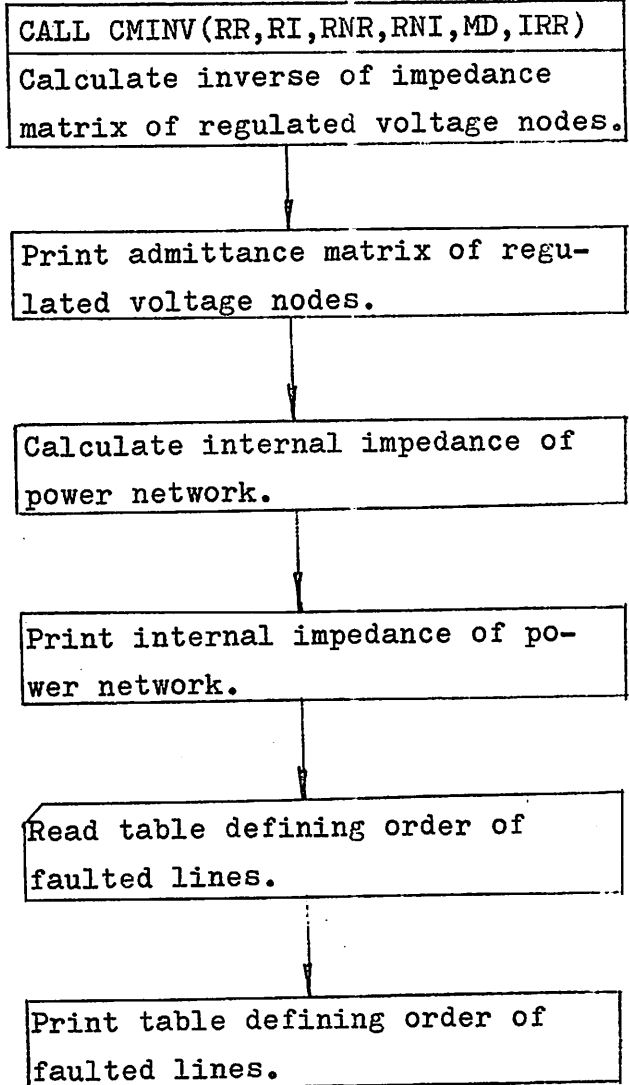 CALL CMINV(RR,RI,RNR,RNI,MD,IRR)
Calculate inverse of impedance
matrix of regulated voltage nodes.
Print admittance matrix of regu-
lated voltage nodes.
Calculate internal impedance of
power network.
Print internal impedance of po-
wer network.
Read table defining order of
faulted lines.
Print table defining order of
faulted lines.